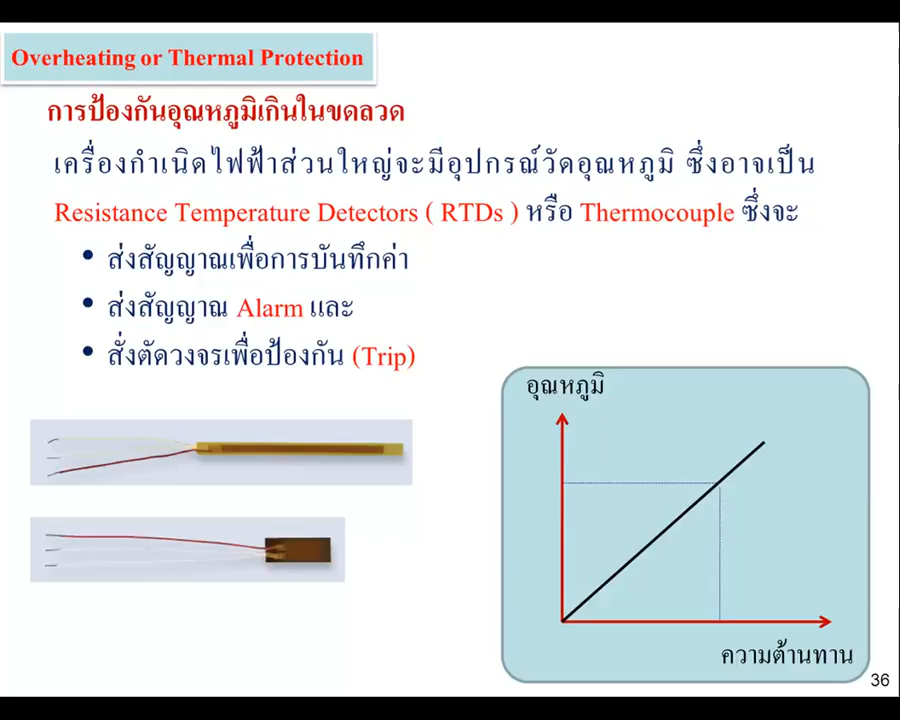 Overheating or Thermal Protection
การป้องกันอุณหภูมิเกินในขดลวด
เครื่องกำเนิดไฟฟ้าส่วนใหญ่จะมีอุปกรณ์วัดอุณหภูมิ ซึ่งอาจเป็น
Resistance Temperature Detectors ( RTDs ) หรือ Thermocouple ซึ่งจะ
• ส่งสัญญาณเพื่อการบันทึกค่า
• ส่งสัญญาณ Alarm และ
• สั่งตัดวงจรเพื่อป้องกัน (Trip)
อุณหภูมิ
ความต้านทาน
36